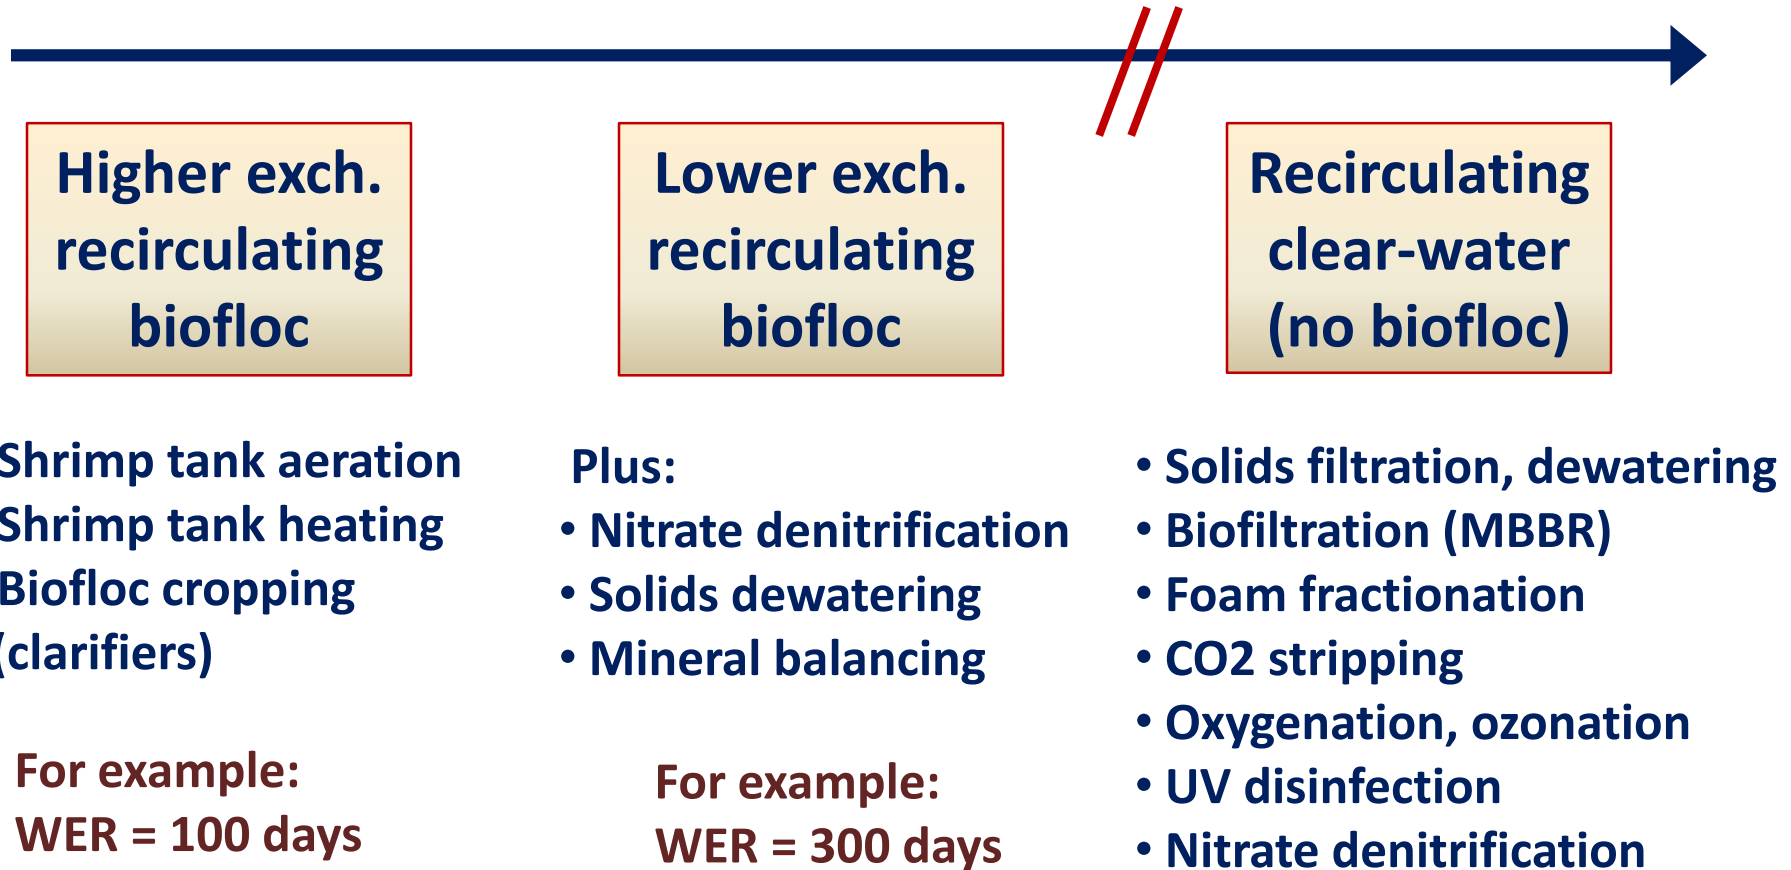 Higher exch.
recirculating
biofloc
Shrimp tank aeration
Shrimp tank heating
Biofloc cropping
(clarifiers)
For example:
WER = 100 days
Lower exch.
recirculating
biofloc
Plus:
• Nitrate denitrification
• Solids dewatering
• Mineral balancing
For example:
WER = 300 days
Recirculating
clear-water
(no biofloc)
• Solids filtration, dewatering
• Biofiltration (MBBR)
• Foam fractionation
• CO2 stripping
• Oxygenation, ozonation
• UV disinfection
• Nitrate denitrification